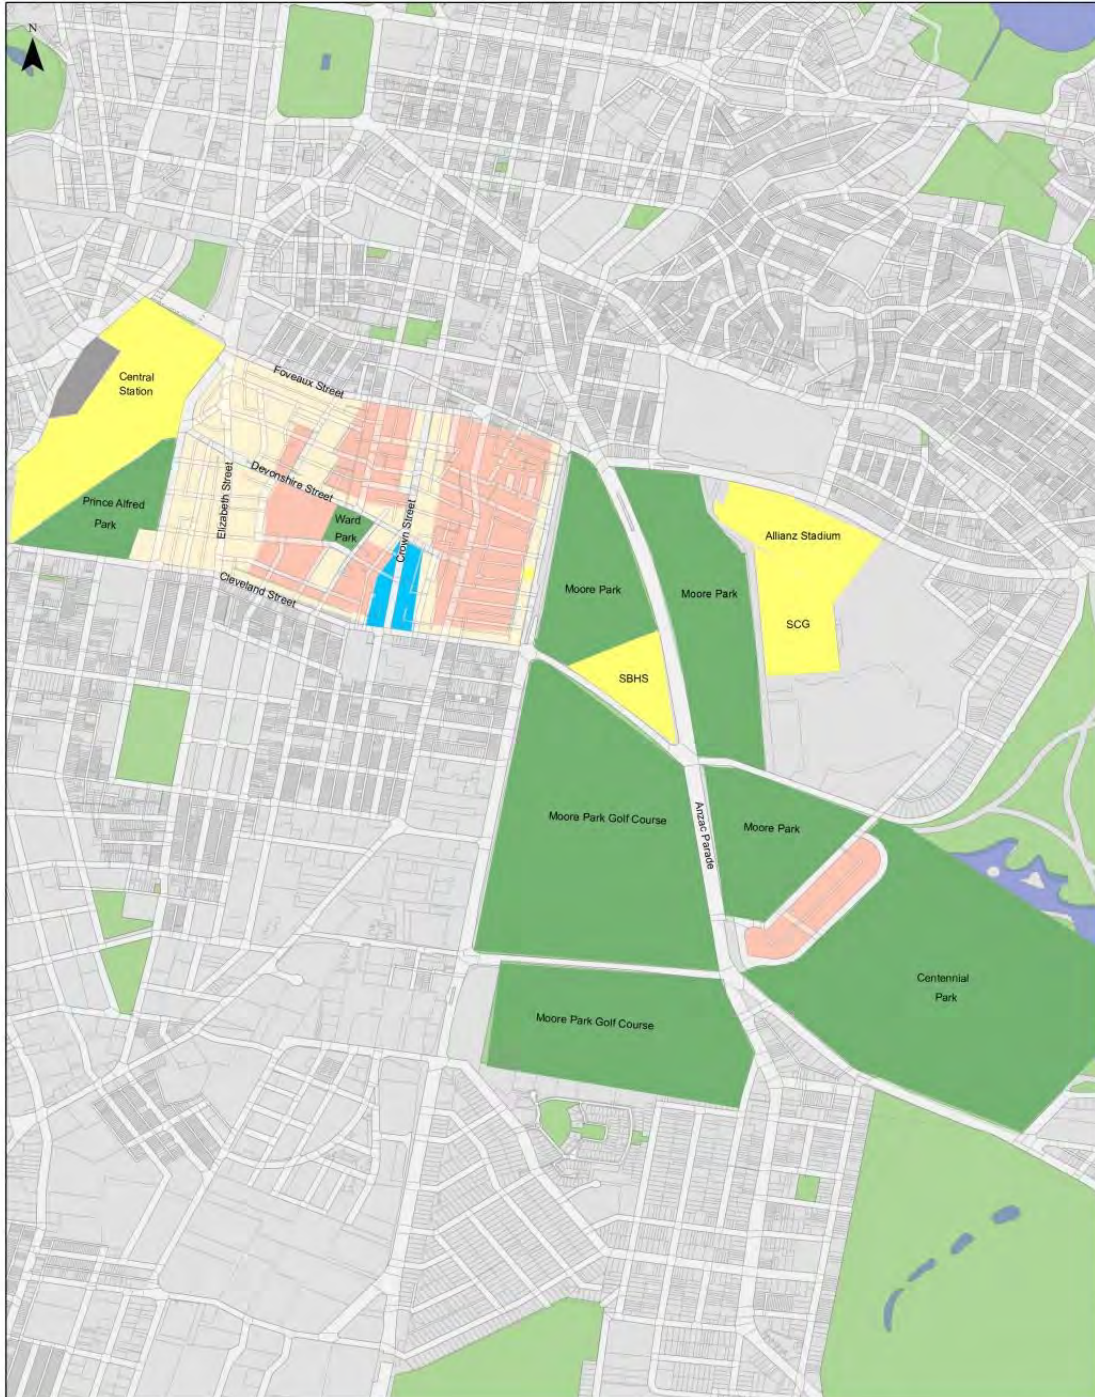 N
Central
Station
Foveaux Street
Prince Alfred
Park
Elizabeth Street
Devonshire Street
Ward
Park
Crown Street
Cleveland Street
Moore Park
Moore Park
Allianz Stadium
SCG
SBHS
Moore Park Golf Course
Anzac Parade
Moore Park
Centennial
Park
Moore Park Golf Course